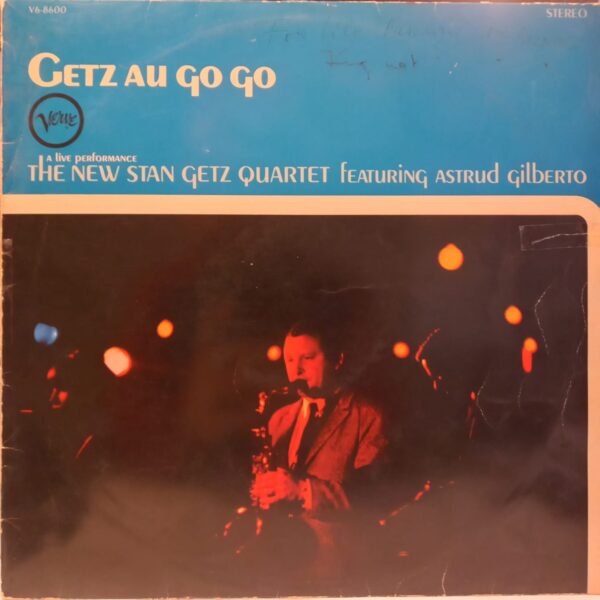 V6-8600
STEREO
GETZ AU GO GO
Verve
a live performance
THE NEW STAN GETZ QUARTET featuring ASTRUD gilberto